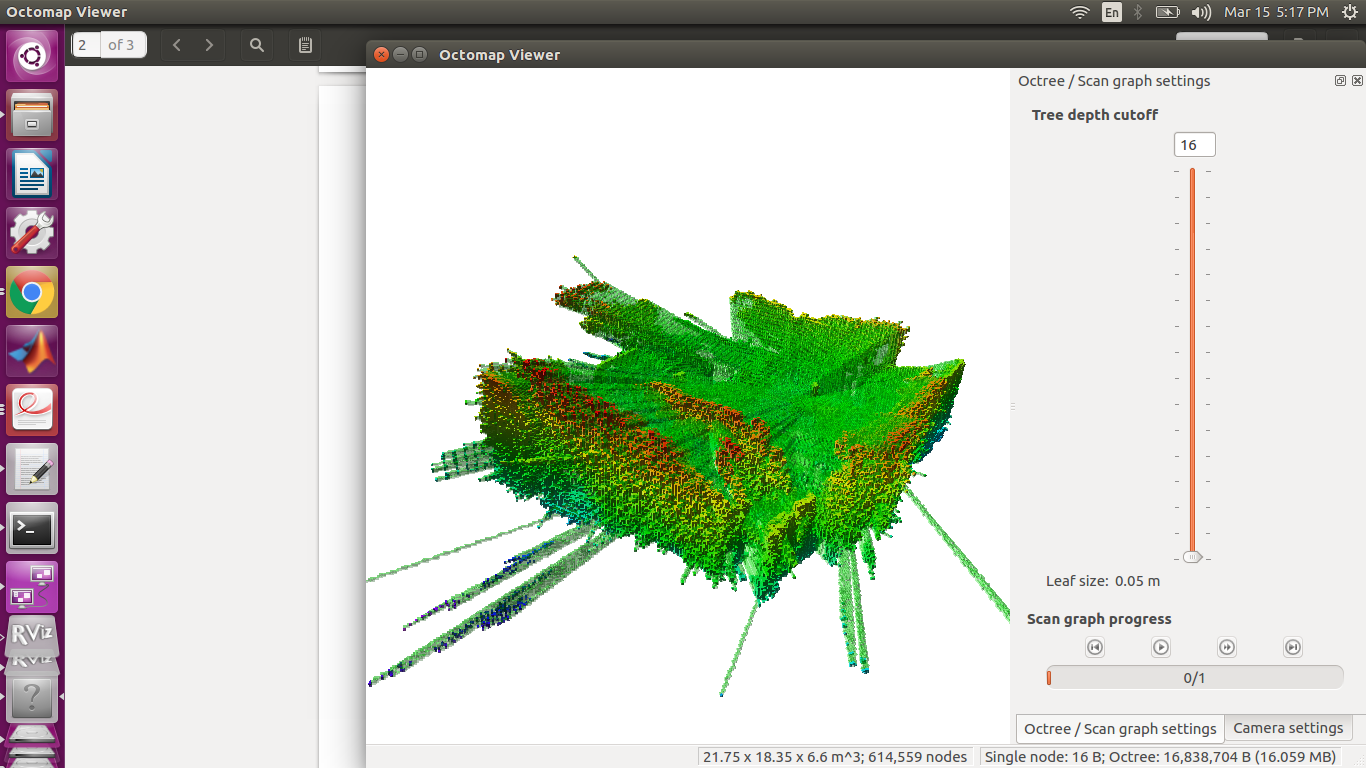 Octomap Viewer
En
Mar 15 5:17 PM
2 of 3
Octomap Viewer
Octree / Scan graph settings
Tree depth cutoff
16
Leaf size: 0.05 m
Scan graph progress
0/1
Octree / Scan graph settings
Camera settings
21.75 x 18.35 x 6.6 m^3; 614,559 nodes
Single node: 16 B; Octree: 16,838,704 B (16.059 MB)
>_
RViz
RViz
?